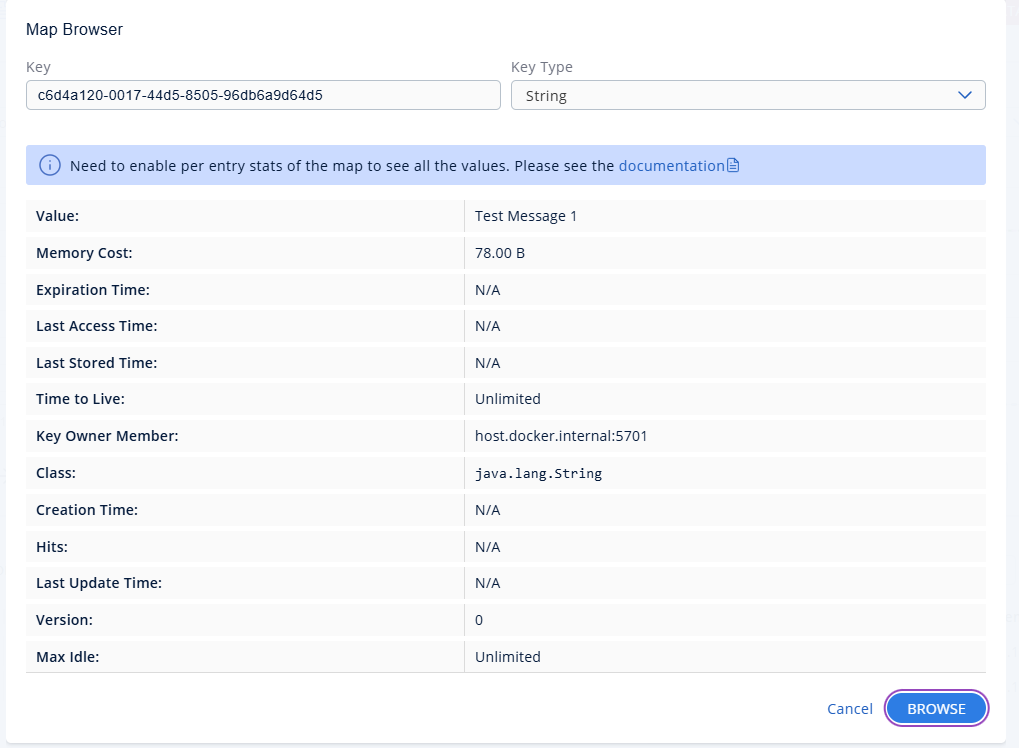 Map Browser
Key Key Type
c6d4a120-0017-44d5-8505-96db6a9d64d5 String
Need to enable per entry stats of the map to see all the values. Please see the documentation
Value: Test Message 1
Memory Cost: 78.00 B
Expiration Time: N/A
Last Access Time: N/A
Last Stored Time: N/A
Time to Live: Unlimited
Key Owner Member: host.docker.internal:5701
Class: java.lang.String
Creation Time: N/A
Hits: N/A
Last Update Time: N/A
Version: 0
Max Idle: Unlimited
Cancel BROWSE